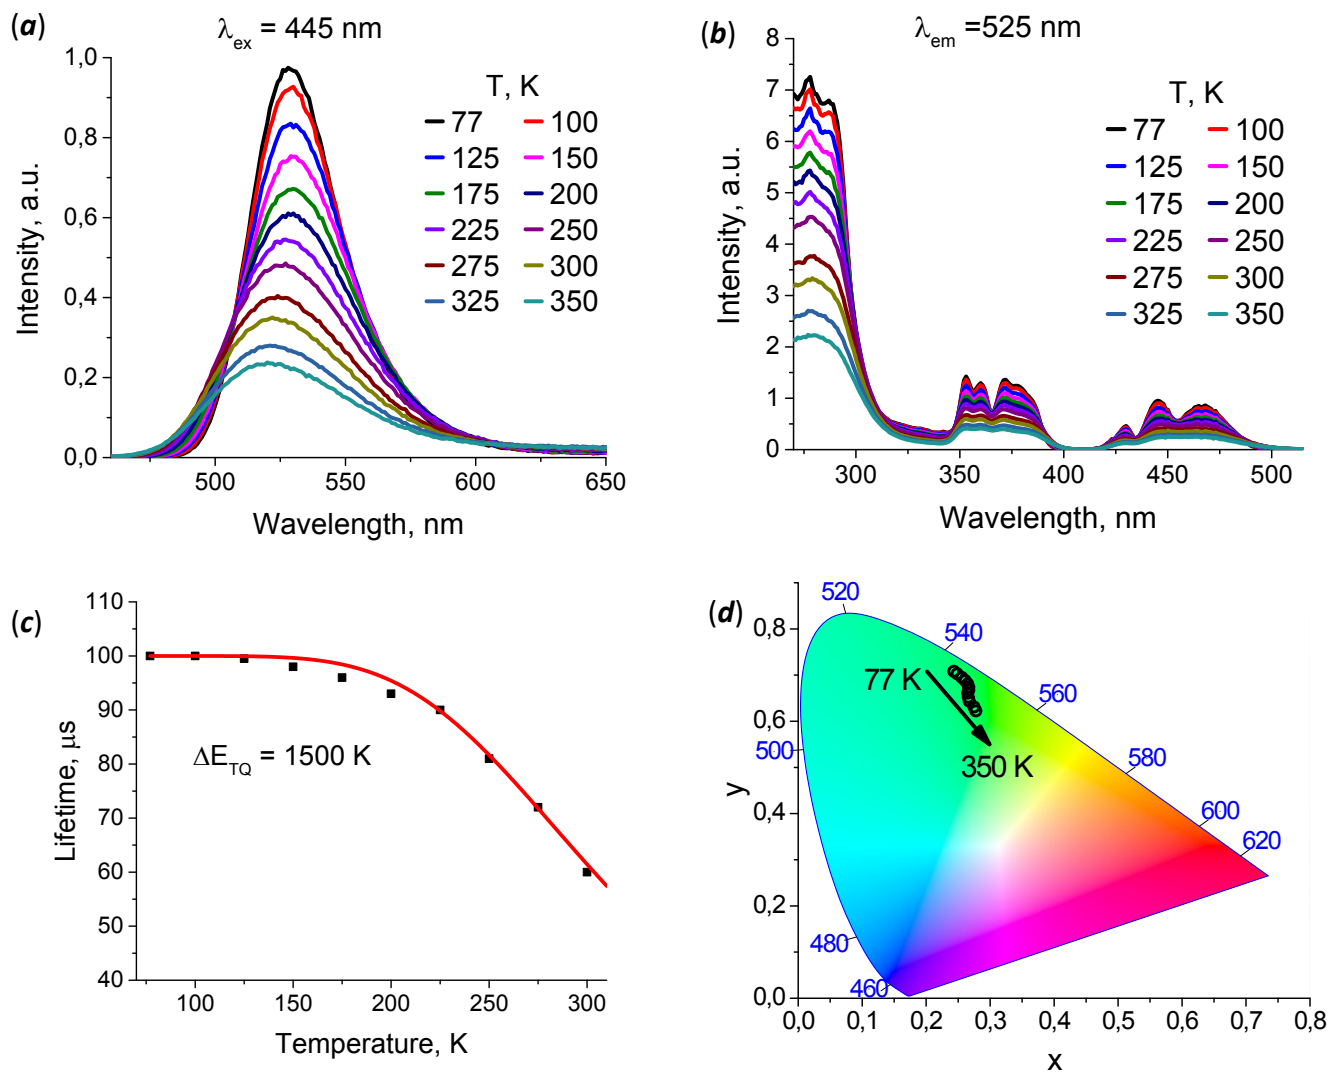 (a)
λex = 445 nm
Intensity, a.u.
1,0
0,8
0,6
0,4
0,2
0,0
T, K
77 100
125 150
175 200
225 250
275 300
325 350
500 550 600 650
Wavelength, nm
(b)
λem =525 nm
Intensity, a.u.
8
7
6
5
4
3
2
1
0
T, K
77 100
125 150
175 200
225 250
275 300
325 350
300 350 400 450 500
Wavelength, nm
(c)
Lifetime, μs
110
100
90
80
70
60
50
40
ΔETQ = 1500 K
100 150 200 250 300
Temperature, K
(d)
y
0,8
0,6
0,4
0,2
0,0
520
540
560
580
600
620
500
480
460
77 K
350 K
0,0 0,1 0,2 0,3 0,4 0,5 0,6 0,7 0,8
x